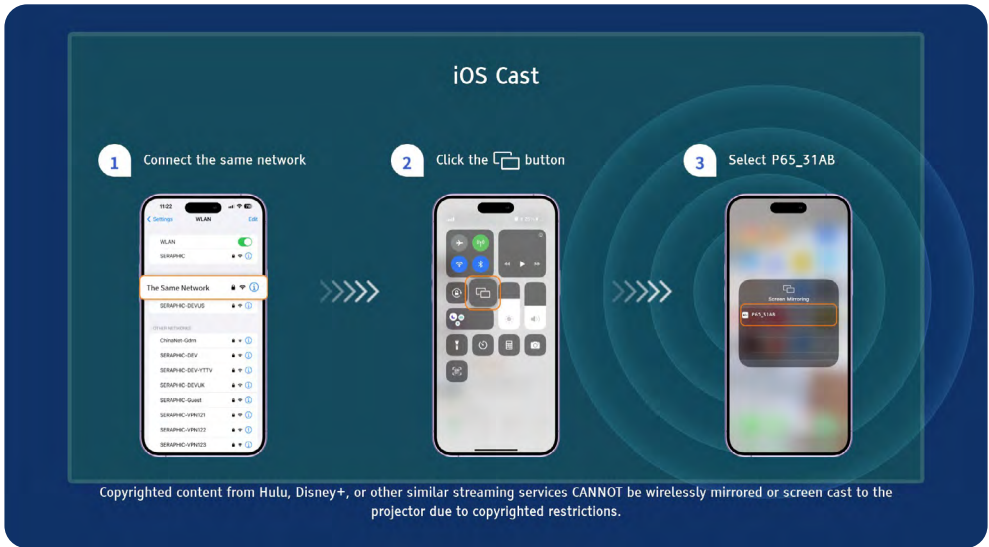 iOS Cast
1 Connect the same network
2 Click the button
3 Select P65_31AB
11:22
Settings WLAN Edit
WLAN
SERAPHIC
The Same Network
SERAPHIC-DEVUS
OTHER NETWORKS
ChinaNet-Gdrn
SERAPHIC-DEV
SERAPHIC-DEV-YTTV
SERAPHIC-DEVUK
SERAPHIC-Guest
SERAPHIC-VPN121
SERAPHIC-VPN122
SERAPHIC-VPN123
Screen Mirroring
P65_31AB
Copyrighted content from Hulu, Disney+, or other similar streaming services CANNOT be wirelessly mirrored or screen cast to the
projector due to copyrighted restrictions.